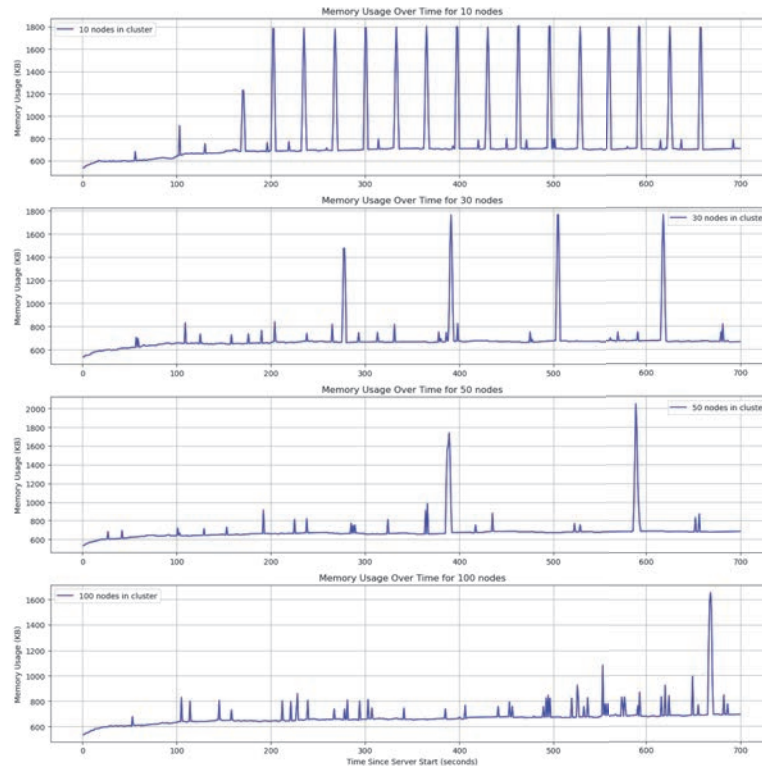 Memory Usage Over Time for 10 nodes
10 nodes in cluster
Memory Usage (KB)
1800
1600
1400
1200
1000
800
600
0 100 200 300 400 500 600 700
Memory Usage Over Time for 30 nodes
30 nodes in cluster
Memory Usage (KB)
1800
1600
1400
1200
1000
800
600
0 100 200 300 400 500 600 700
Memory Usage Over Time for 50 nodes
50 nodes in cluster
Memory Usage (KB)
2000
1800
1600
1400
1200
1000
800
600
0 100 200 300 400 500 600 700
Memory Usage Over Time for 100 nodes
100 nodes in cluster
Memory Usage (KB)
1600
1400
1200
1000
800
600
0 100 200 300 400 500 600 700
Time Since Server Start (seconds)